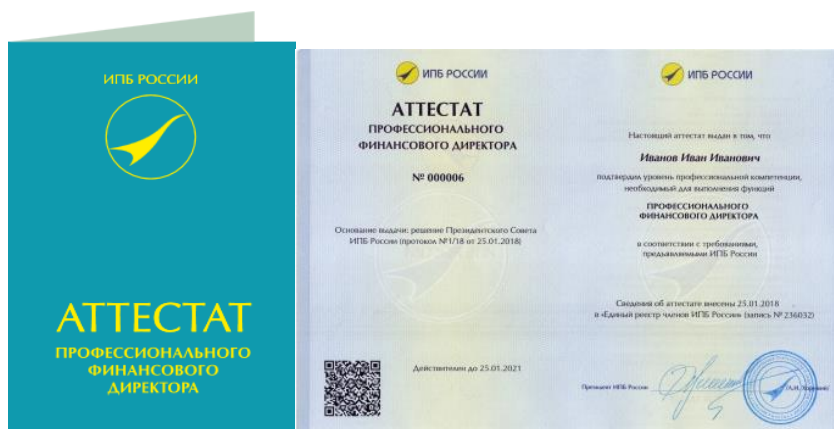 ИПБ РОССИИ
АТТЕСТАТ
ПРОФЕССИОНАЛЬНОГО
ФИНАНСОВОГО
ДИРЕКТОРА
ИПБ РОССИИ
АТТЕСТАТ
ПРОФЕССИОНАЛЬНОГО
ФИНАНСОВОГО ДИРЕКТОРА
№ 000006
Основание выдачи: решение Президентского Совета
ИПБ России (протокол №1/18 от 25.01.2018)
Действителен до 25.01.2021
ИПБ РОССИИ
Настоящий аттестат выдан в том, что
Иванов Иван Иванович
подтвердил уровень профессиональной компетенции,
необходимый для выполнения функций
ПРОФЕССИОНАЛЬНОГО
ФИНАНСОВОГО ДИРЕКТОРА
в соответствии с требованиями,
предъявляемыми ИПБ России
Сведения об аттестате внесены 25.01.2018
в «Единый реестр членов ИПБ России» (запись № 236032)
Президент ИПБ России